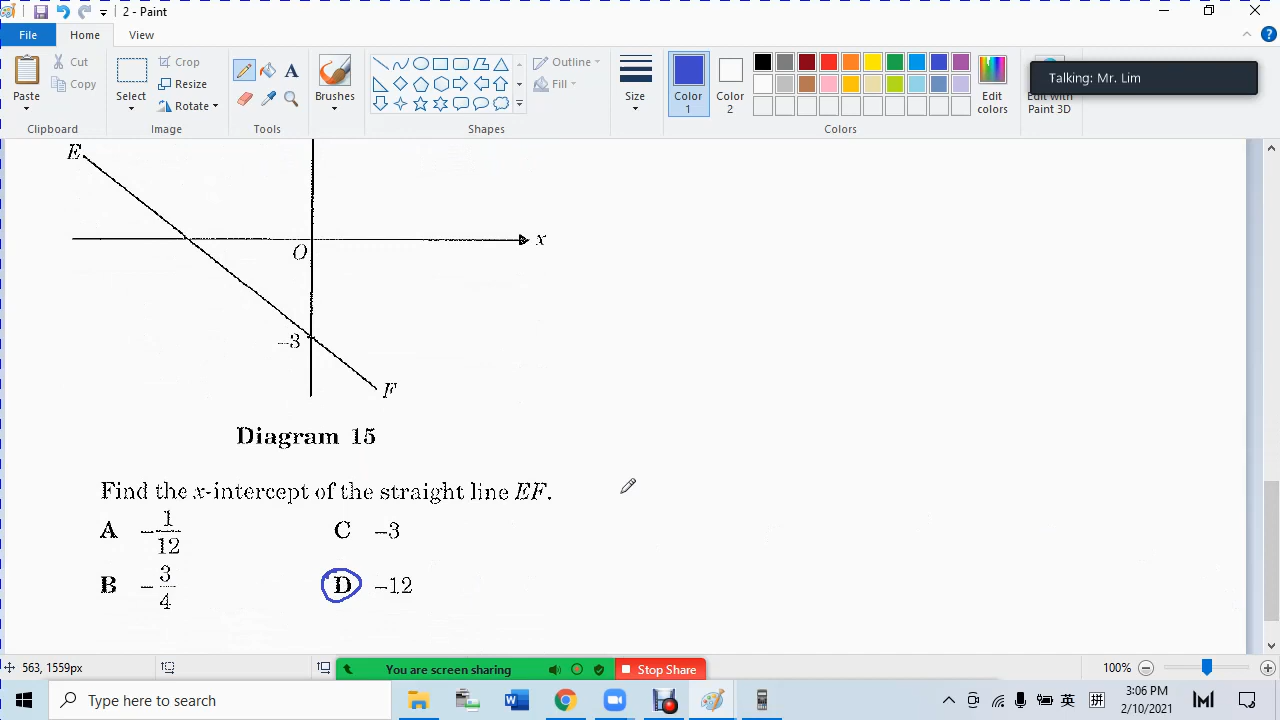 2 - Paint
File
Home
View
Paste
Cut
Copy
Clipboard
Select
Crop
Resize
Rotate
Image
A
Tools
Brushes
Shapes
Outline
Fill
Size
Color
1
Color
2
Colors
Edit
colors
Edit with
Paint 3D
Talking: Mr. Lim
E
O
x
–3
F
Diagram 15
Find the x-intercept of the straight line EF.
A –1/12
C –3
B –3/4
D –12
563, 1559px
You are screen sharing
Stop Share
100%
Type here to search
英
拼
3:06 PM
2/10/2021